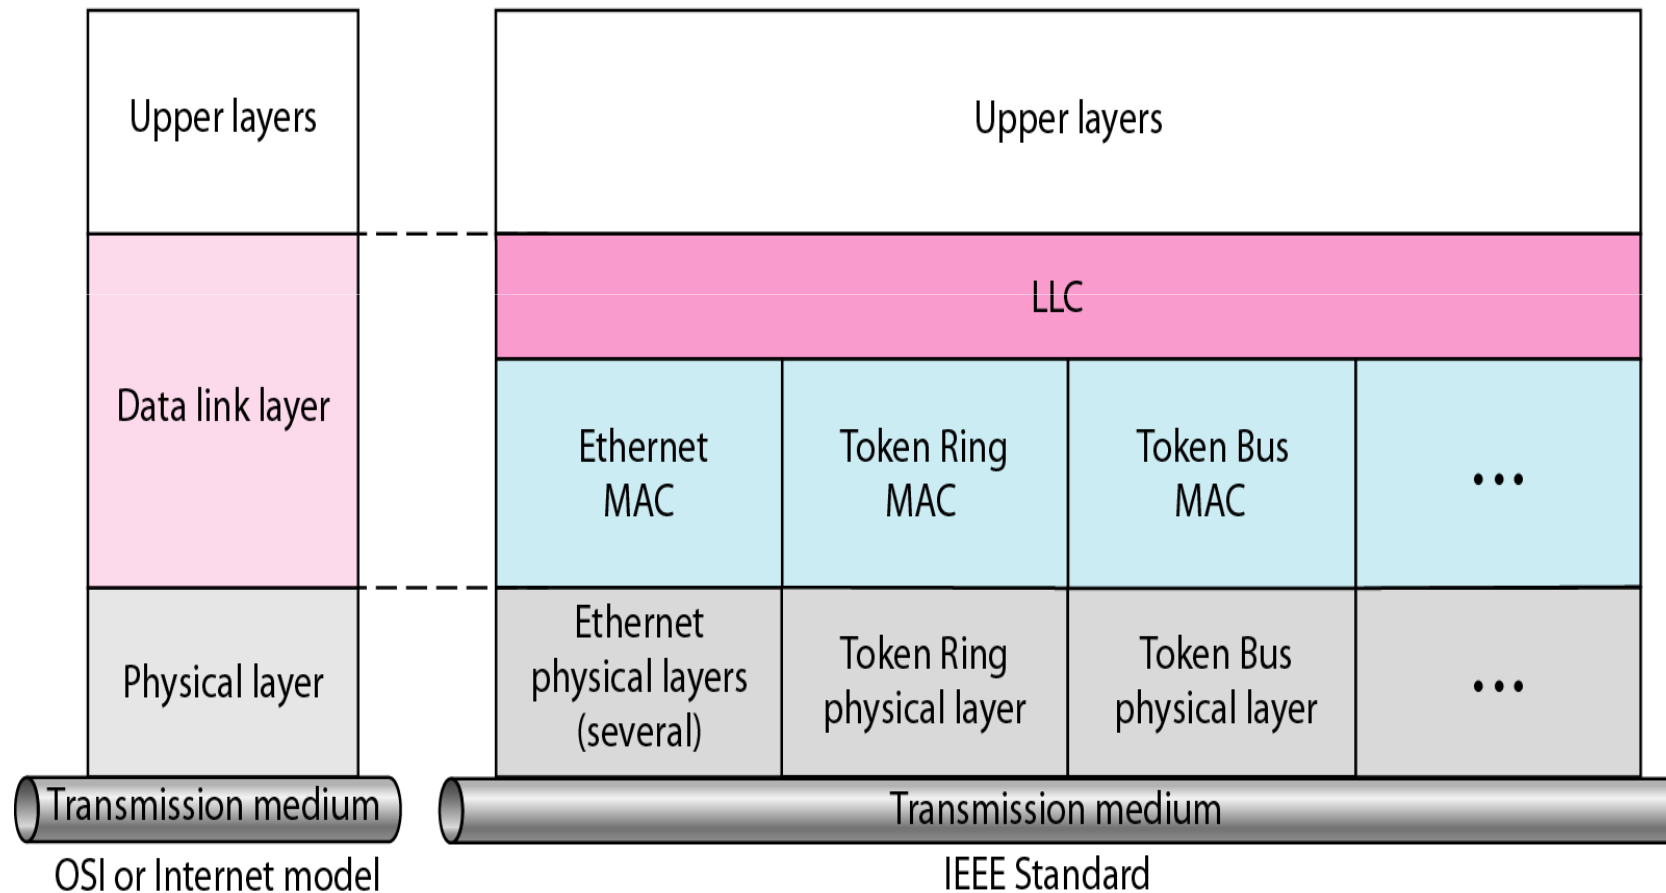 Upper layers
Data link layer
Physical layer
Transmission medium
OSI or Internet model
Upper layers
LLC
Ethernet
MAC
Token Ring
MAC
Token Bus
MAC
...
Ethernet
physical layers
(several)
Token Ring
physical layer
Token Bus
physical layer
...
Transmission medium
IEEE Standard